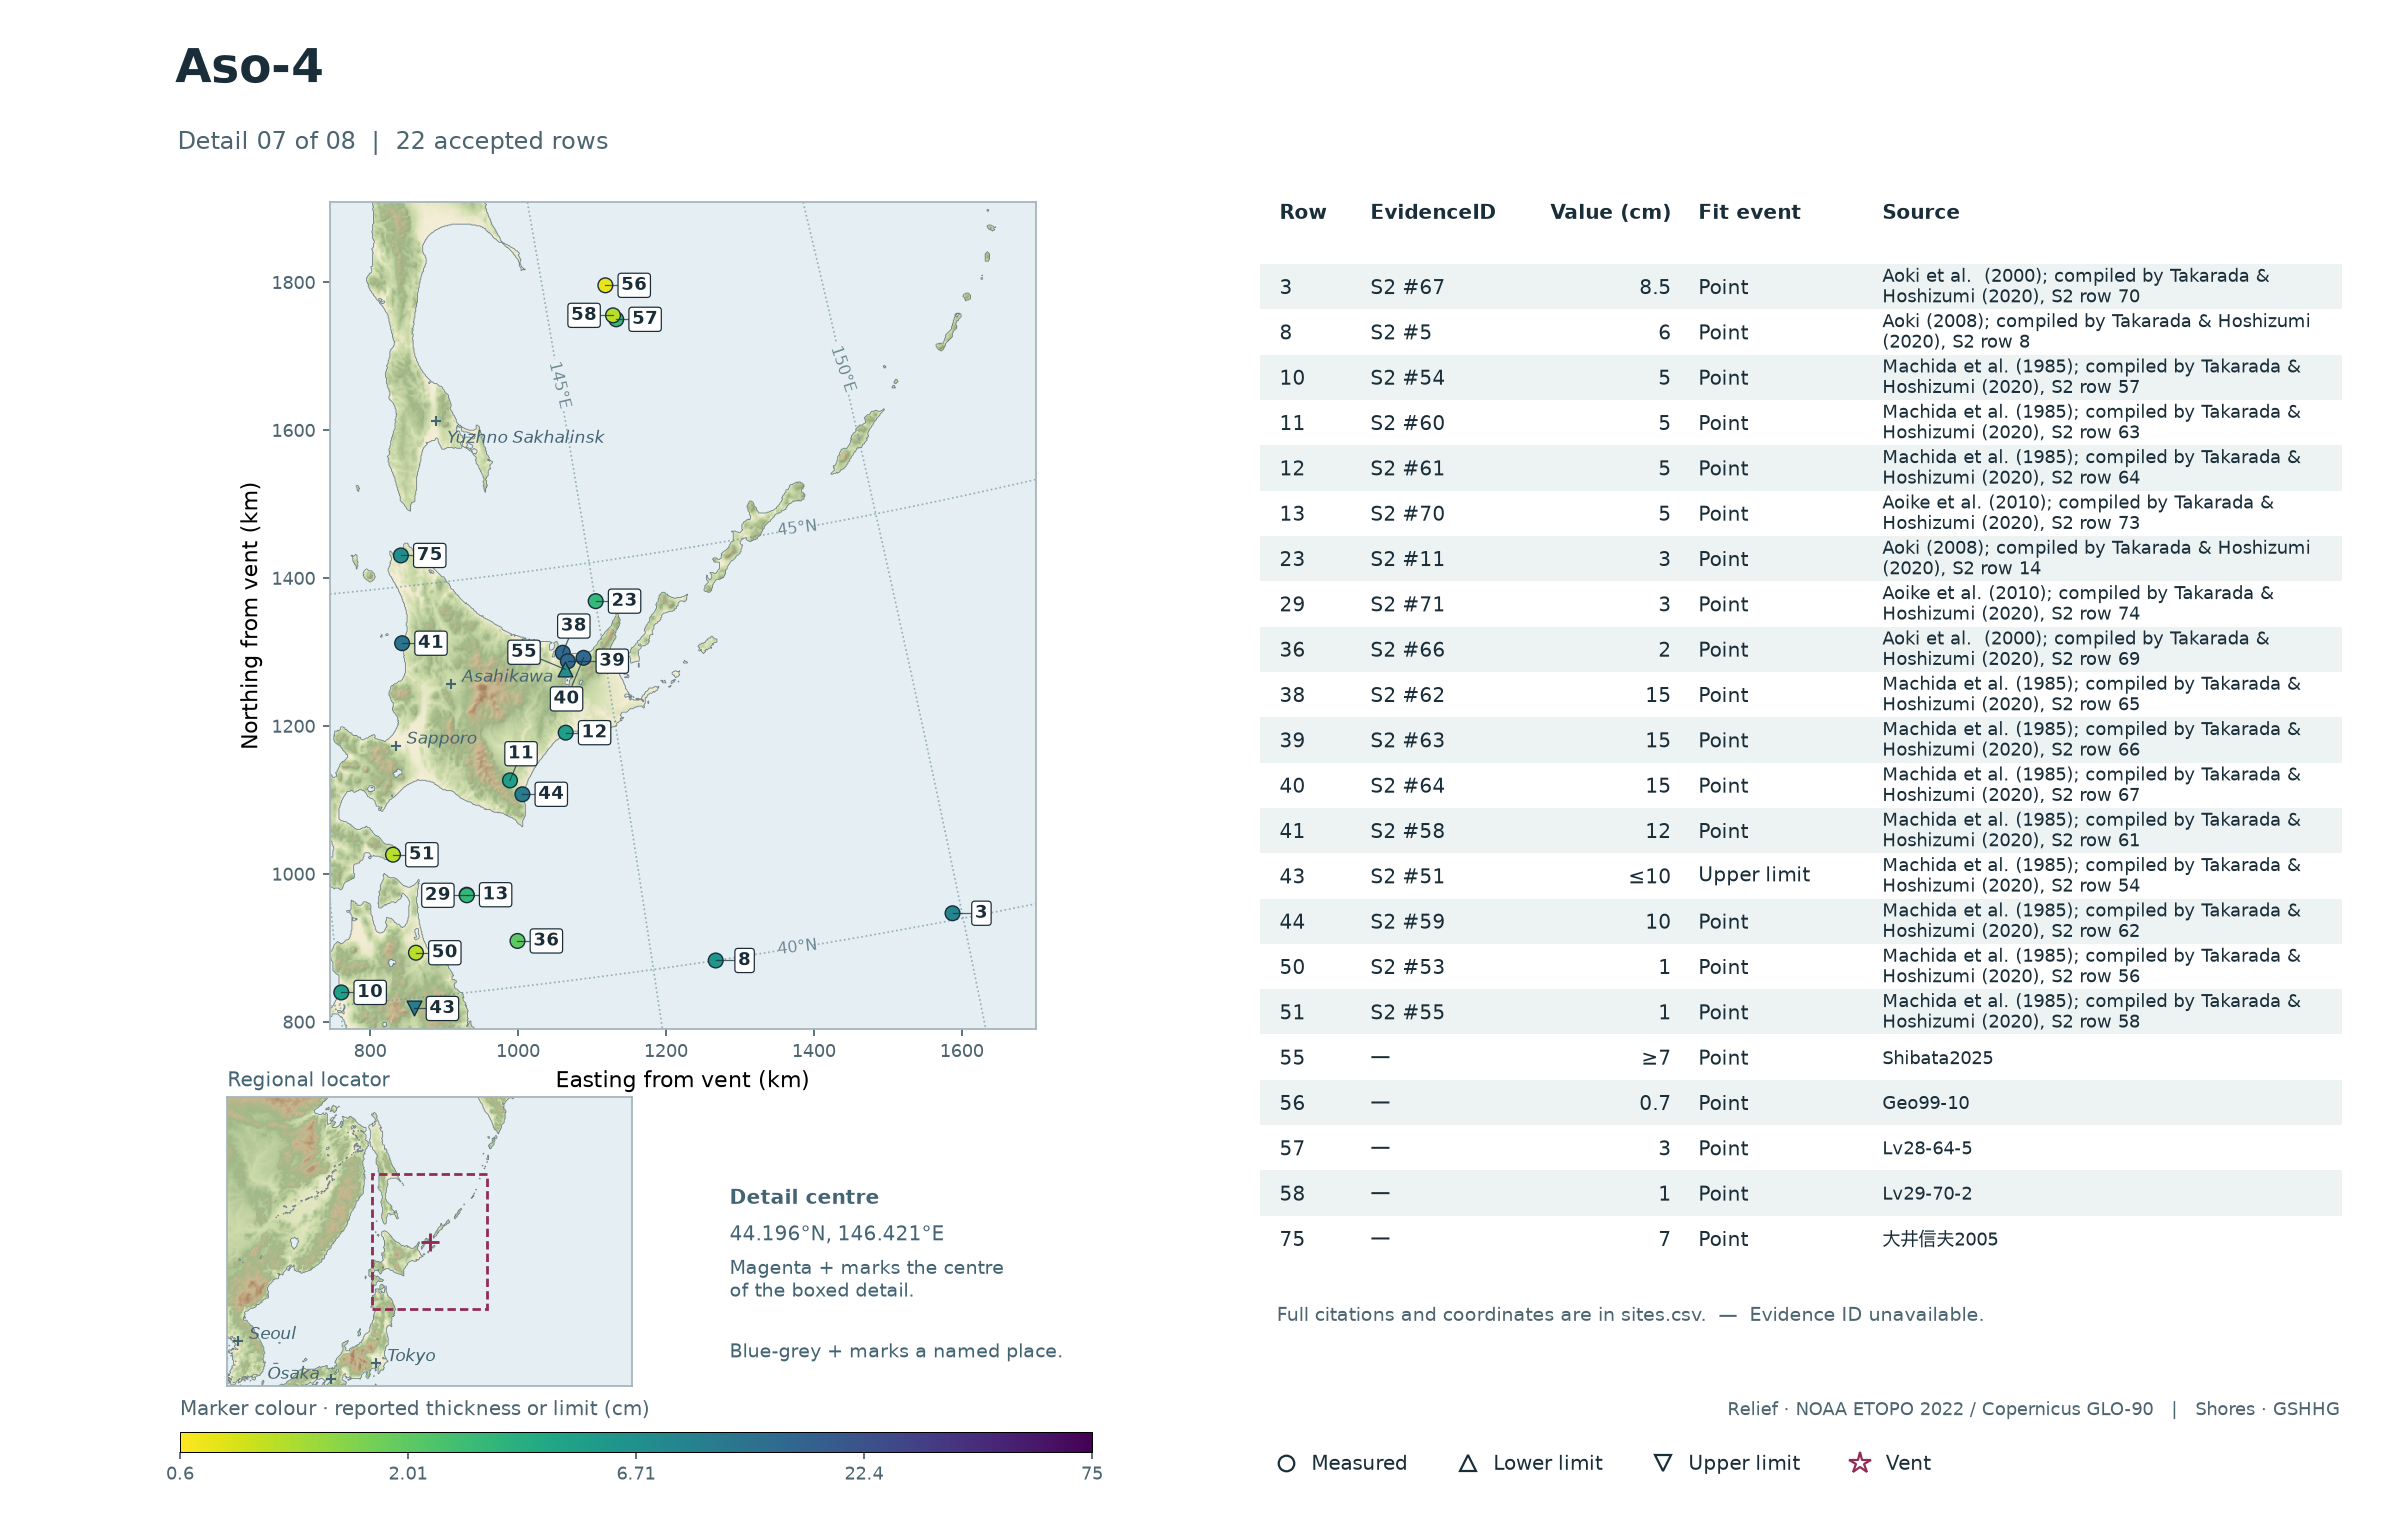 Aso-4
Detail 07 of 08 | 22 accepted rows
1800
1600
1400
1200
1000
800
Northing from vent (km)
800
1000
1200
1400
1600
Easting from vent (km)
145°E
150°E
45°N
40°N
56
58
57
Yuzhno Sakhalinsk
75
23
38
41
55
39
Asahikawa
40
Sapporo
12
11
44
51
29
13
3
36
50
8
10
43
Regional locator
Seoul
Ōsaka
Tokyo
Detail centre
44.196°N, 146.421°E
Magenta + marks the centre
of the boxed detail.
Blue-grey + marks a named place.
Marker colour · reported thickness or limit (cm)
0.6
2.01
6.71
22.4
75
Row EvidenceID Value (cm) Fit event Source
3 S2 #67 8.5 Point Aoki et al. (2000); compiled by Takarada &
Hoshizumi (2020), S2 row 70
8 S2 #5 6 Point Aoki (2008); compiled by Takarada & Hoshizumi
(2020), S2 row 8
10 S2 #54 5 Point Machida et al. (1985); compiled by Takarada &
Hoshizumi (2020), S2 row 57
11 S2 #60 5 Point Machida et al. (1985); compiled by Takarada &
Hoshizumi (2020), S2 row 63
12 S2 #61 5 Point Machida et al. (1985); compiled by Takarada &
Hoshizumi (2020), S2 row 64
13 S2 #70 5 Point Aoike et al. (2010); compiled by Takarada &
Hoshizumi (2020), S2 row 73
23 S2 #11 3 Point Aoki (2008); compiled by Takarada & Hoshizumi
(2020), S2 row 14
29 S2 #71 3 Point Aoike et al. (2010); compiled by Takarada &
Hoshizumi (2020), S2 row 74
36 S2 #66 2 Point Aoki et al. (2000); compiled by Takarada &
Hoshizumi (2020), S2 row 69
38 S2 #62 15 Point Machida et al. (1985); compiled by Takarada &
Hoshizumi (2020), S2 row 65
39 S2 #63 15 Point Machida et al. (1985); compiled by Takarada &
Hoshizumi (2020), S2 row 66
40 S2 #64 15 Point Machida et al. (1985); compiled by Takarada &
Hoshizumi (2020), S2 row 67
41 S2 #58 12 Point Machida et al. (1985); compiled by Takarada &
Hoshizumi (2020), S2 row 61
43 S2 #51 ≤10 Upper limit Machida et al. (1985); compiled by Takarada &
Hoshizumi (2020), S2 row 54
44 S2 #59 10 Point Machida et al. (1985); compiled by Takarada &
Hoshizumi (2020), S2 row 62
50 S2 #53 1 Point Machida et al. (1985); compiled by Takarada &
Hoshizumi (2020), S2 row 56
51 S2 #55 1 Point Machida et al. (1985); compiled by Takarada &
Hoshizumi (2020), S2 row 58
55 — ≥7 Point Shibata2025
56 — 0.7 Point Geo99-10
57 — 3 Point Lv28-64-5
58 — 1 Point Lv29-70-2
75 — 7 Point 大井信夫2005
Full citations and coordinates are in sites.csv. — Evidence ID unavailable.
Relief · NOAA ETOPO 2022 / Copernicus GLO-90 | Shores · GSHHG
Measured
Lower limit
Upper limit
Vent